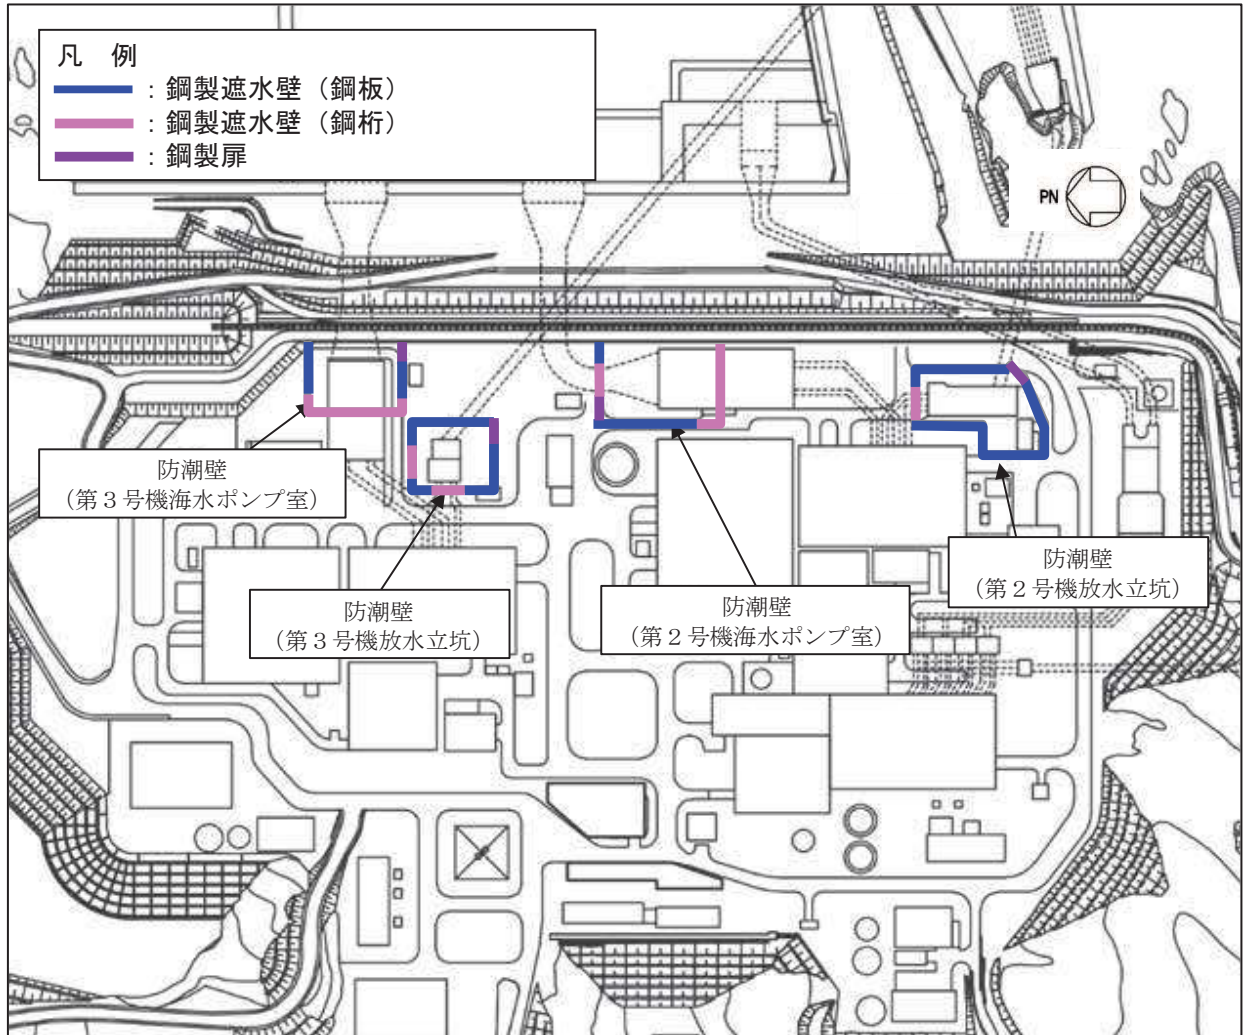 凡　例
：鋼製遮水壁（鋼板）
：鋼製遮水壁（鋼桁）
：鋼製扉
PN
防潮壁
（第３号機海水ポンプ室）
防潮壁
（第３号機放水立坑）
防潮壁
（第２号機海水ポンプ室）
防潮壁
（第２号機放水立坑）